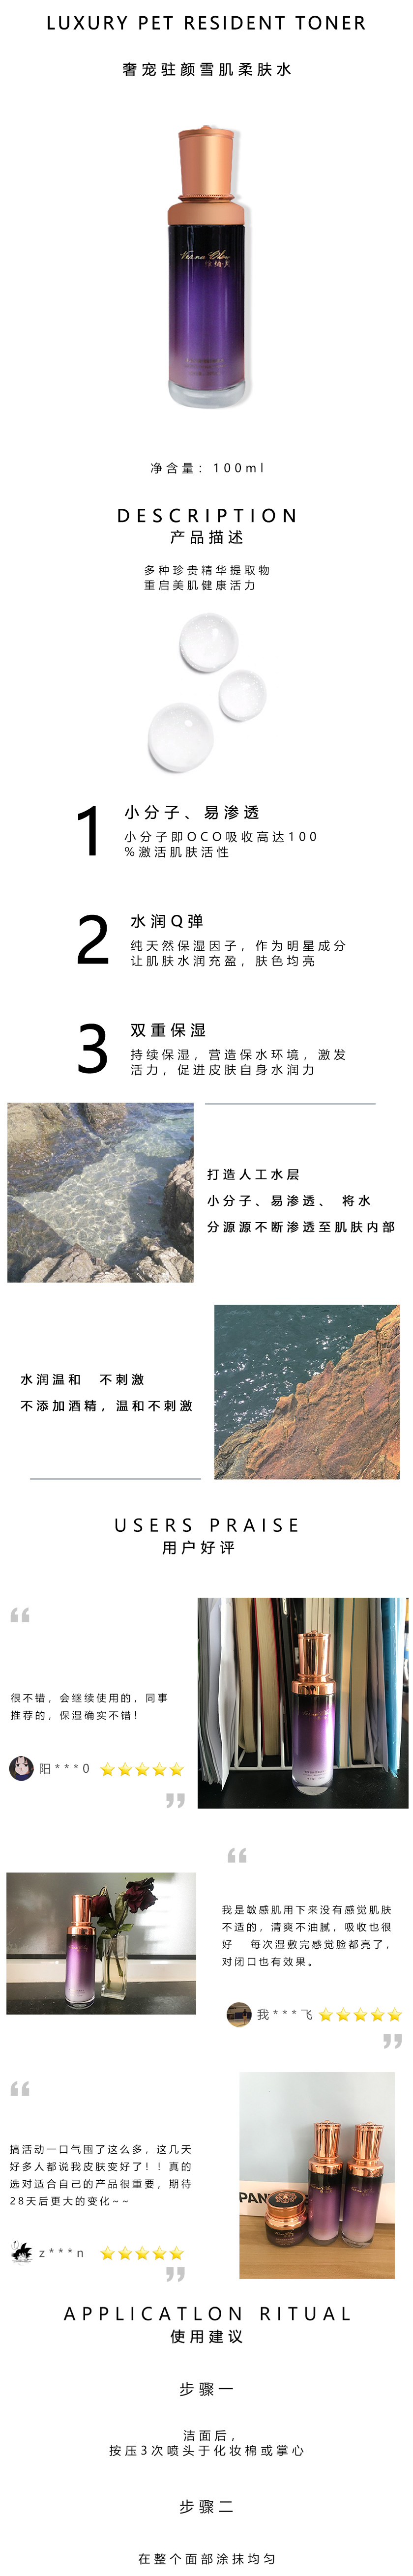 LUXURY PET RESIDENT TONER
奢宠驻颜雪肌柔肤水
净含量：100ml
DESCRIPTION
产品描述
多种珍贵精华提取物
重启美肌健康活力
1
小分子、易渗透
小分子即OCO吸收高达100
%激活肌肤活性
2
水润Q弹
纯天然保湿因子，作为明星成分
让肌肤水润充盈，肤色均亮
3
双重保湿
持续保湿，营造保水环境，激发
活力，促进皮肤自身水润力
打造人工水层
小分子、易渗透、 将水
分源源不断渗透至肌肤内部
水润温和 不刺激
不添加酒精，温和不刺激
USERS PRAISE
用户好评
“
很不错，会继续使用的，同事
推荐的，保湿确实不错！
阳***0
”
“
我是敏感肌用下来没有感觉肌肤
不适的，清爽不油腻，吸收也很
好 每次湿敷完感觉脸都亮了，
对闭口也有效果。
我***飞
”
“
搞活动一口气囤了这么多，这几天
好多人都说我皮肤变好了！！真的
选对适合自己的产品很重要，期待
28天后更大的变化~~
z***n
”
APPLICATLON RITUAL
使用建议
步骤一
洁面后，
按压3次喷头于化妆棉或掌心
步骤二
在整个面部涂抹均匀